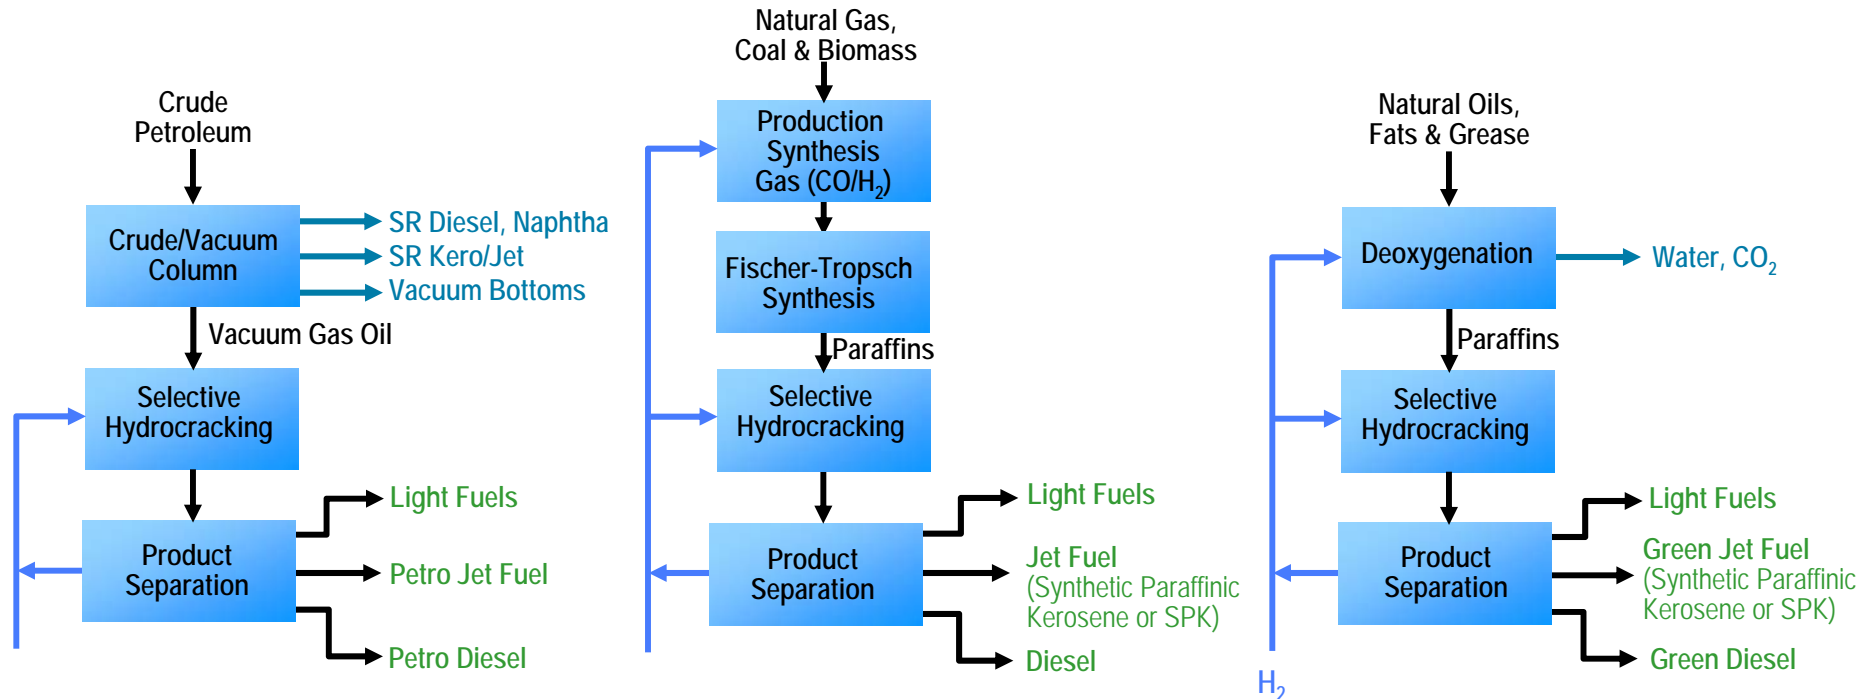 Crude
Petroleum
Crude/Vacuum
Column
SR Diesel, Naphtha
SR Kero/Jet
Vacuum Bottoms
Vacuum Gas Oil
Selective
Hydrocracking
Product
Separation
Light Fuels
Petro Jet Fuel
Petro Diesel
Natural Gas,
Coal & Biomass
Production
Synthesis
Gas (CO/H₂)
Fischer-Tropsch
Synthesis
Paraffins
Selective
Hydrocracking
Product
Separation
Light Fuels
Jet Fuel
(Synthetic Paraffinic
Kerosene or SPK)
Diesel
Natural Oils,
Fats & Grease
Deoxygenation
Water, CO₂
Paraffins
Selective
Hydrocracking
Product
Separation
Light Fuels
Green Jet Fuel
(Synthetic Paraffinic
Kerosene or SPK)
Green Diesel
H₂